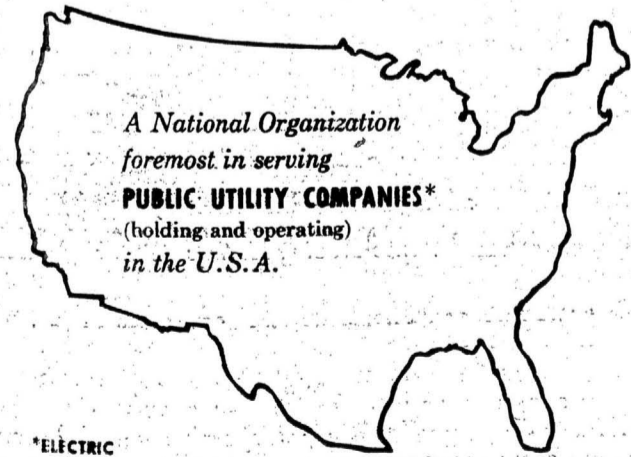 A National Organization
foremost in serving
PUBLIC UTILITY COMPANIES*
(holding and operating)
in the U.S.A.
*ELECTRIC